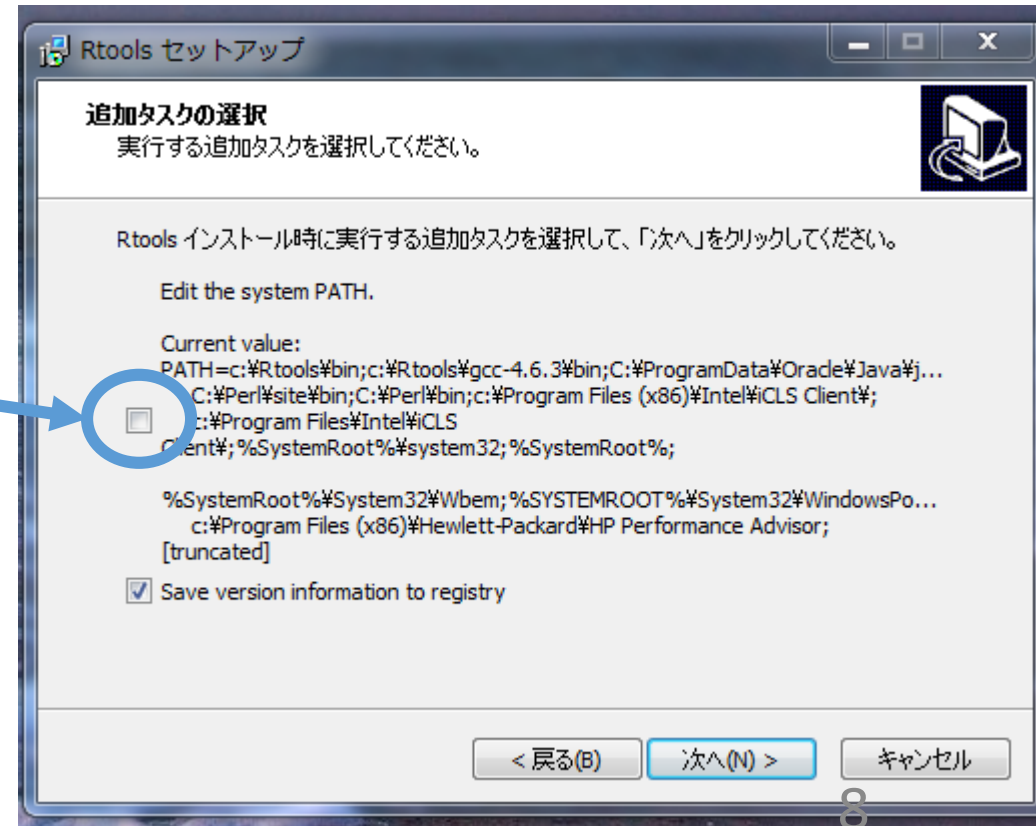 Rtools セットアップ
追加タスクの選択
実行する追加タスクを選択してください。
Rtools インストール時に実行する追加タスクを選択して、「次へ」をクリックしてください。
Edit the system PATH.
Current value:
PATH=c:¥Rtools¥bin;c:¥Rtools¥gcc-4.6.3¥bin;C:¥ProgramData¥Oracle¥Java¥j...
C:¥Perl¥site¥bin;C:¥Perl¥bin;c:¥Program Files (x86)¥Intel¥iCLS Client¥;
c:¥Program Files¥Intel¥iCLS
Client¥;%SystemRoot%¥system32;%SystemRoot%;
%SystemRoot%¥System32¥Wbem;%SYSTEMROOT%¥System32¥WindowsPo...
c:¥Program Files (x86)¥Hewlett-Packard¥HP Performance Advisor;
[truncated]
Save version information to registry
< 戻る(B) 次へ(N) > キャンセル
8